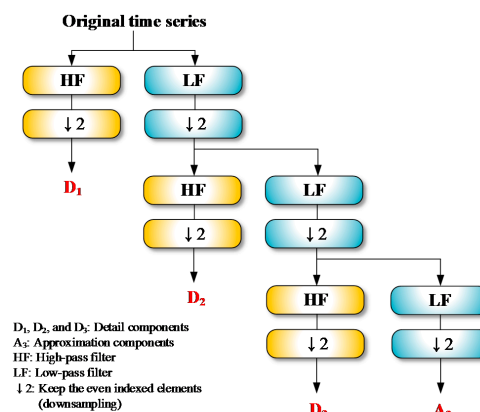 Original time series
HF LF
↓2 ↓2
D₁
HF LF
↓2 ↓2
D₂
HF LF
↓2 ↓2
D₁, D₂, and D₃: Detail components
A₃: Approximation components
HF: High-pass filter
LF: Low-pass filter
↓2: Keep the even indexed elements
(downsampling)